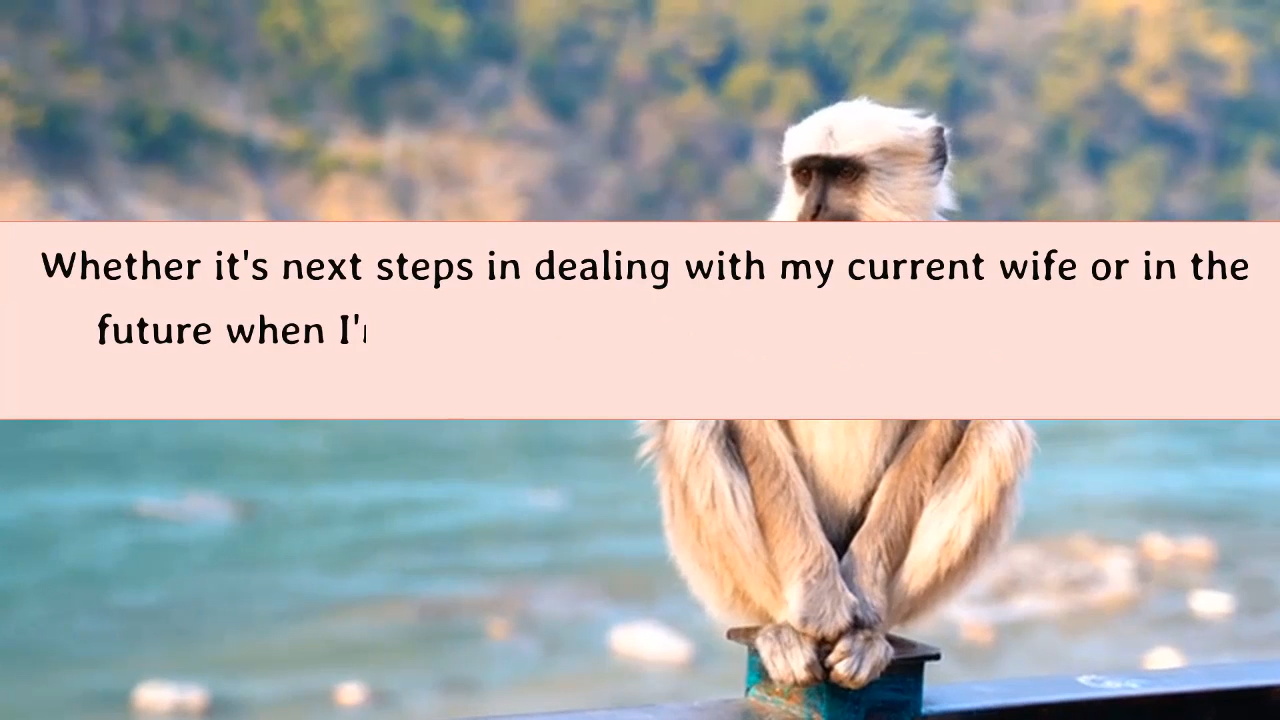 Whether it's next steps in dealing with my current wife or in the
future when I'